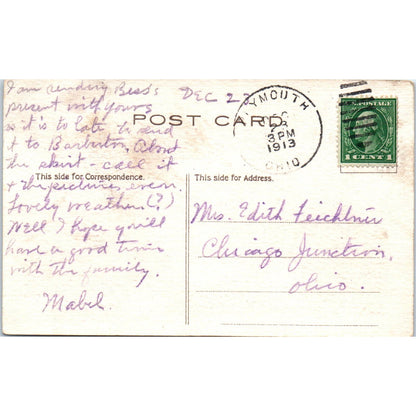 I am sending Bess's
present with yours
as it is to late to send
it to Barberton, About
the skirt - call it
& the pictures even.
Lovely weather (?)
Well I hope you'll
have a good time
with the family.
Mabel.
DEC 23
POST CARD
YMOUTH
3 PM
1913
OHIO
U.S. POSTAGE
1 CENT 1
This side for Correspondence.
This side for Address.
Mrs. Edith Feichtner
Chicago Junction,
Ohio.